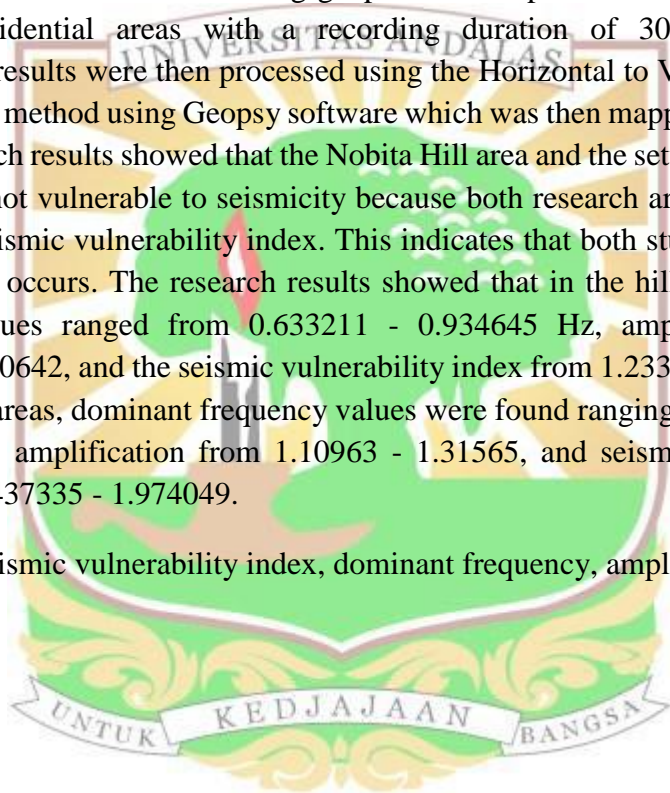 idential areas with a recording duration of 30
UNIVERSITAS ANDALAS
results were then processed using the Horizontal to V
method using Geopsy software which was then mapp
ch results showed that the Nobita Hill area and the set
not vulnerable to seismicity because both research ar
ismic vulnerability index. This indicates that both stu
occurs. The research results showed that in the hill
ues ranged from 0.633211 - 0.934645 Hz, amp
0642, and the seismic vulnerability index from 1.233
areas, dominant frequency values were found ranging
amplification from 1.10963 - 1.31565, and seism
37335 - 1.974049.
ismic vulnerability index, dominant frequency, ampl
UNTUK KEDJAJAAN BANGSA